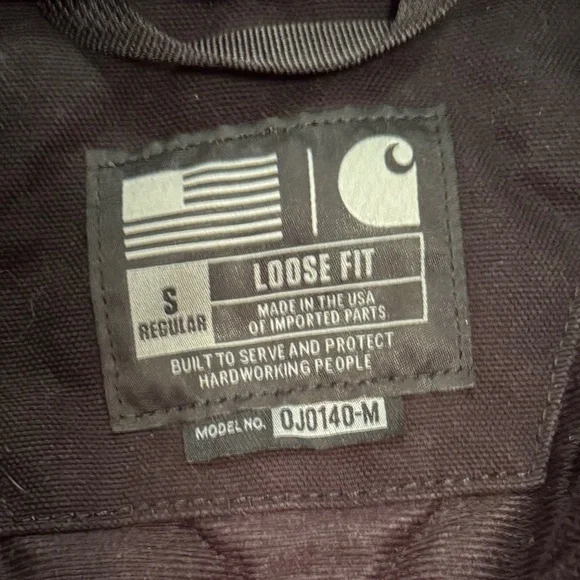 S
REGULAR
LOOSE FIT
MADE IN THE USA
OF IMPORTED PARTS
BUILT TO SERVE AND PROTECT
HARDWORKING PEOPLE
MODEL NO. OJ0140-M